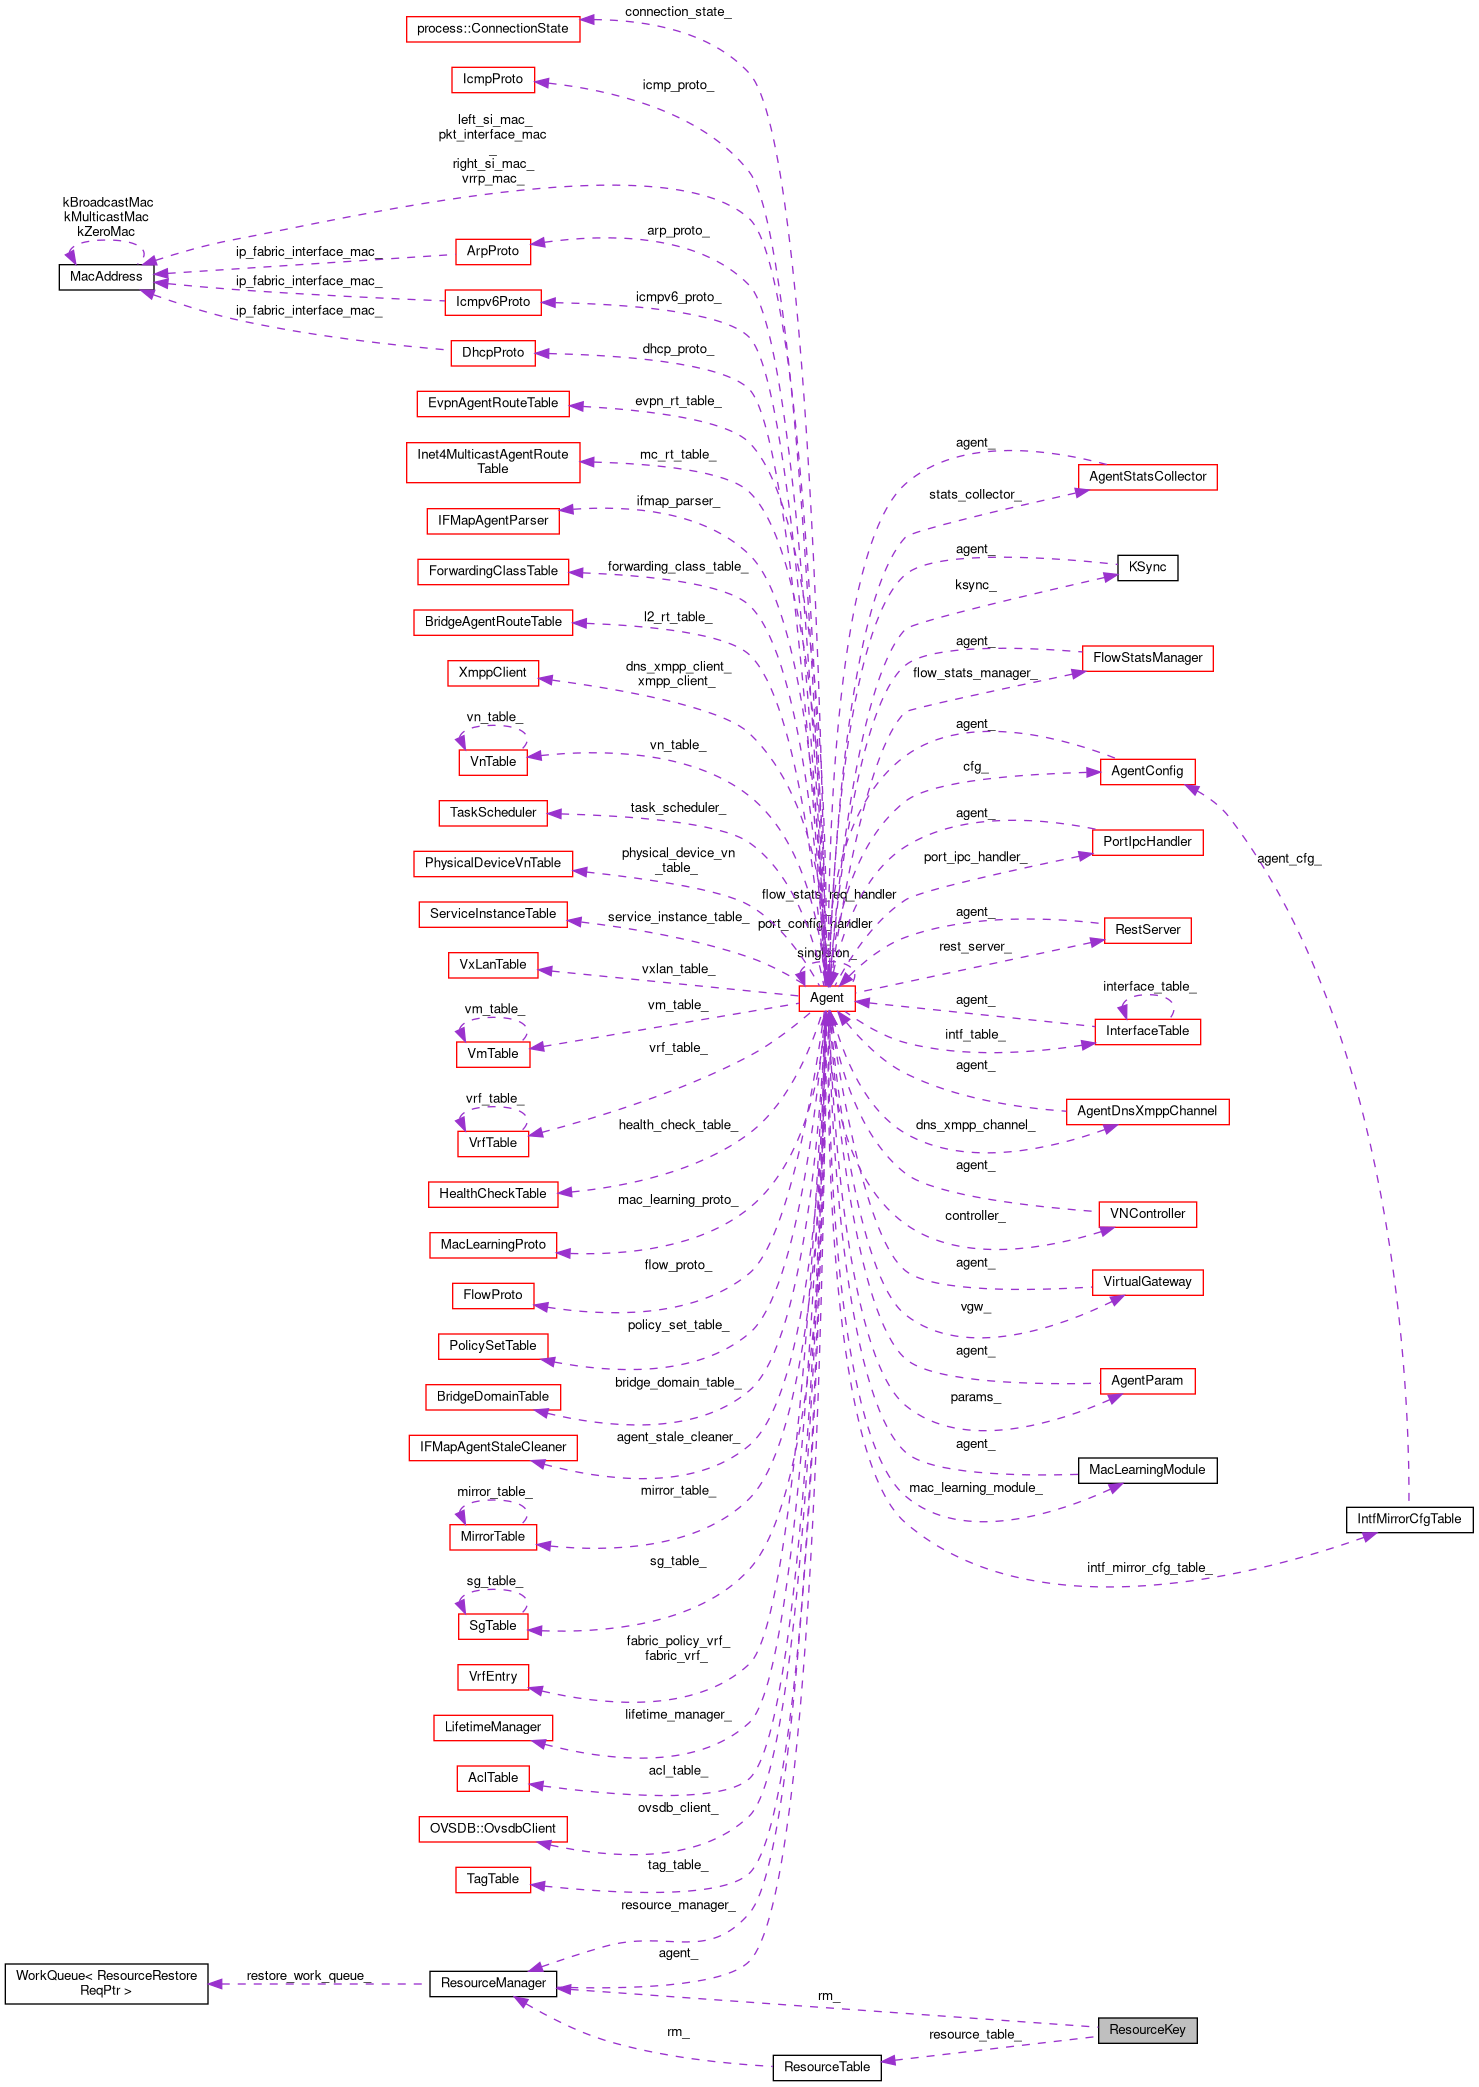 connection_state_
process::ConnectionState
IcmpProto
icmp_proto_
left_si_mac_
pkt_interface_mac
_
right_si_mac_
vrrp_mac_
kBroadcastMac
kMulticastMac
kZeroMac
MacAddress
arp_proto_
ArpProto
ip_fabric_interface_mac_
ip_fabric_interface_mac_
Icmpv6Proto
icmpv6_proto_
ip_fabric_interface_mac_
DhcpProto
dhcp_proto_
EvpnAgentRouteTable
evpn_rt_table_
Inet4MulticastAgentRoute
Table
mc_rt_table_
agent_
AgentStatsCollector
stats_collector_
IFMapAgentParser
ifmap_parser_
ForwardingClassTable
forwarding_class_table_
agent_
KSync
ksync_
BridgeAgentRouteTable
l2_rt_table_
agent_
FlowStatsManager
flow_stats_manager_
XmppClient
dns_xmpp_client_
xmpp_client_
vn_table_
VnTable
vn_table_
agent_
AgentConfig
cfg_
TaskScheduler
task_scheduler_
agent_
PortIpcHandler
port_ipc_handler_
agent_cfg_
PhysicalDeviceVnTable
physical_device_vn
_table_
flow_stats_req_handler
_
port_config_handler
_
singleton_
Agent
ServiceInstanceTable
service_instance_table_
agent_
RestServer
rest_server_
VxLanTable
vxlan_table_
interface_table_
InterfaceTable
agent_
intf_table_
vm_table_
VmTable
vm_table_
vrf_table_
vrf_table_
VrfTable
agent_
AgentDnsXmppChannel
dns_xmpp_channel_
HealthCheckTable
health_check_table_
agent_
VNController
controller_
MacLearningProto
mac_learning_proto_
FlowProto
flow_proto_
agent_
VirtualGateway
vgw_
PolicySetTable
policy_set_table_
BridgeDomainTable
bridge_domain_table_
agent_
AgentParam
params_
IFMapAgentStaleCleaner
agent_stale_cleaner_
agent_
MacLearningModule
mac_learning_module_
mirror_table_
MirrorTable
mirror_table_
IntfMirrorCfgTable
intf_mirror_cfg_table_
sg_table_
SgTable
sg_table_
VrfEntry
fabric_policy_vrf_
fabric_vrf_
LifetimeManager
lifetime_manager_
AclTable
acl_table_
OVSDB::OvsdbClient
ovsdb_client_
TagTable
tag_table_
resource_manager_
agent_
WorkQueue< ResourceRestore
ReqPtr >
restore_work_queue_
ResourceManager
rm_
ResourceKey
resource_table_
rm_
ResourceTable